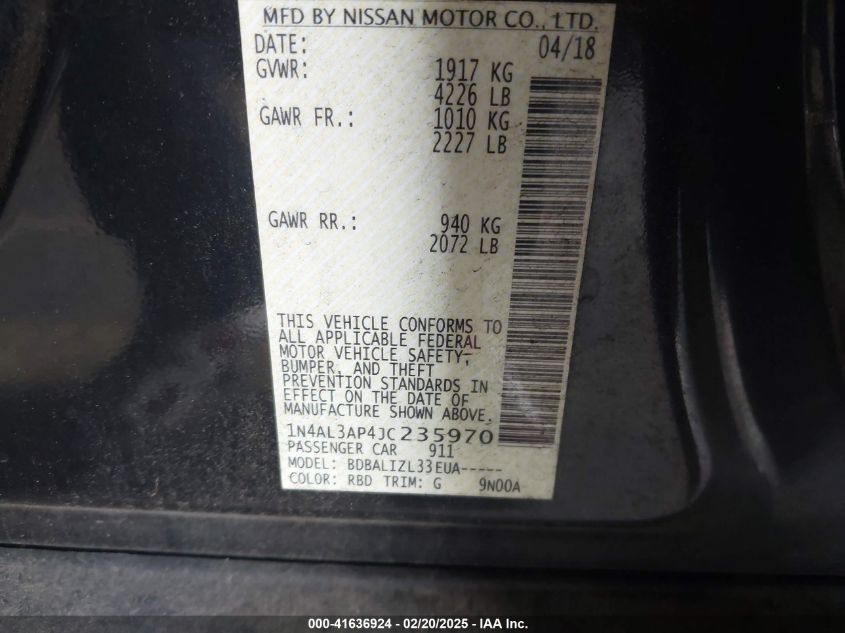 MFD BY NISSAN MOTOR CO., LTD.
DATE: 04/18
GVWR: 1917 KG
4226 LB
GAWR FR.: 1010 KG
2227 LB
GAWR RR.: 940 KG
2072 LB
THIS VEHICLE CONFORMS TO
ALL APPLICABLE FEDERAL
MOTOR VEHICLE SAFETY,
BUMPER, AND THEFT
PREVENTION STANDARDS IN
EFFECT ON THE DATE OF
MANUFACTURE SHOWN ABOVE.
1N4AL3AP4JC235970
PASSENGER CAR 911
MODEL: BDBALIZL33EUA-----
COLOR: RBD TRIM: G 9N00A
000-41636924 / 02/20/2025 - IAA Inc.